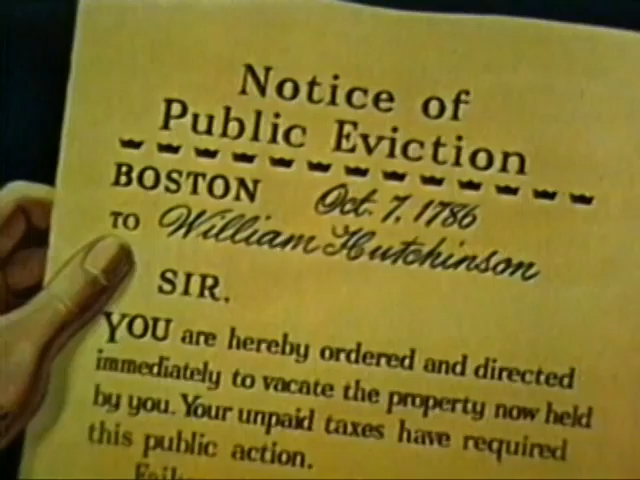 Notice of
Public Eviction
BOSTON Oct. 7, 1786
TO William Hutchinson
SIR.
YOU are hereby ordered and directed
immediately to vacate the property now held
by you. Your unpaid taxes have required
this public action.